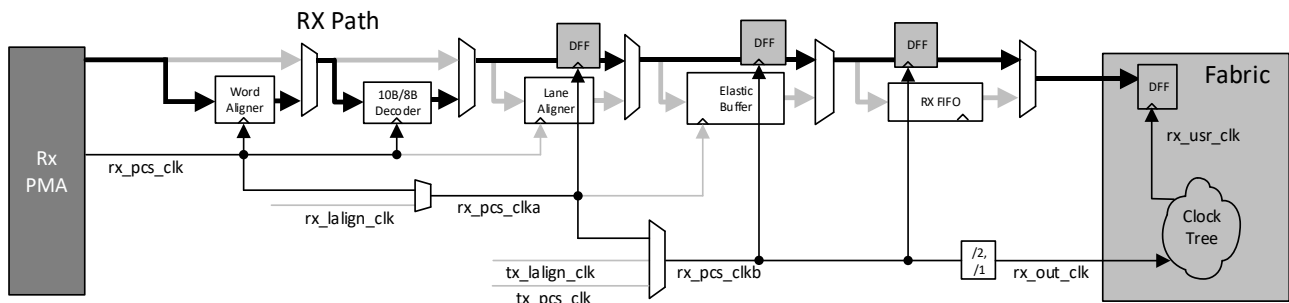 RX Path
DFF
DFF
DFF
Fabric
DFF
Word
Aligner
10B/8B
Decoder
Lane
Aligner
Elastic
Buffer
RX FIFO
Rx
PMA
rx_pcs_clk
rx_usr_clk
rx_lalign_clk
rx_pcs_clka
Clock
Tree
tx_lalign_clk
tx_pcs_clk
rx_pcs_clkb
/2,
/1
rx_out_clk